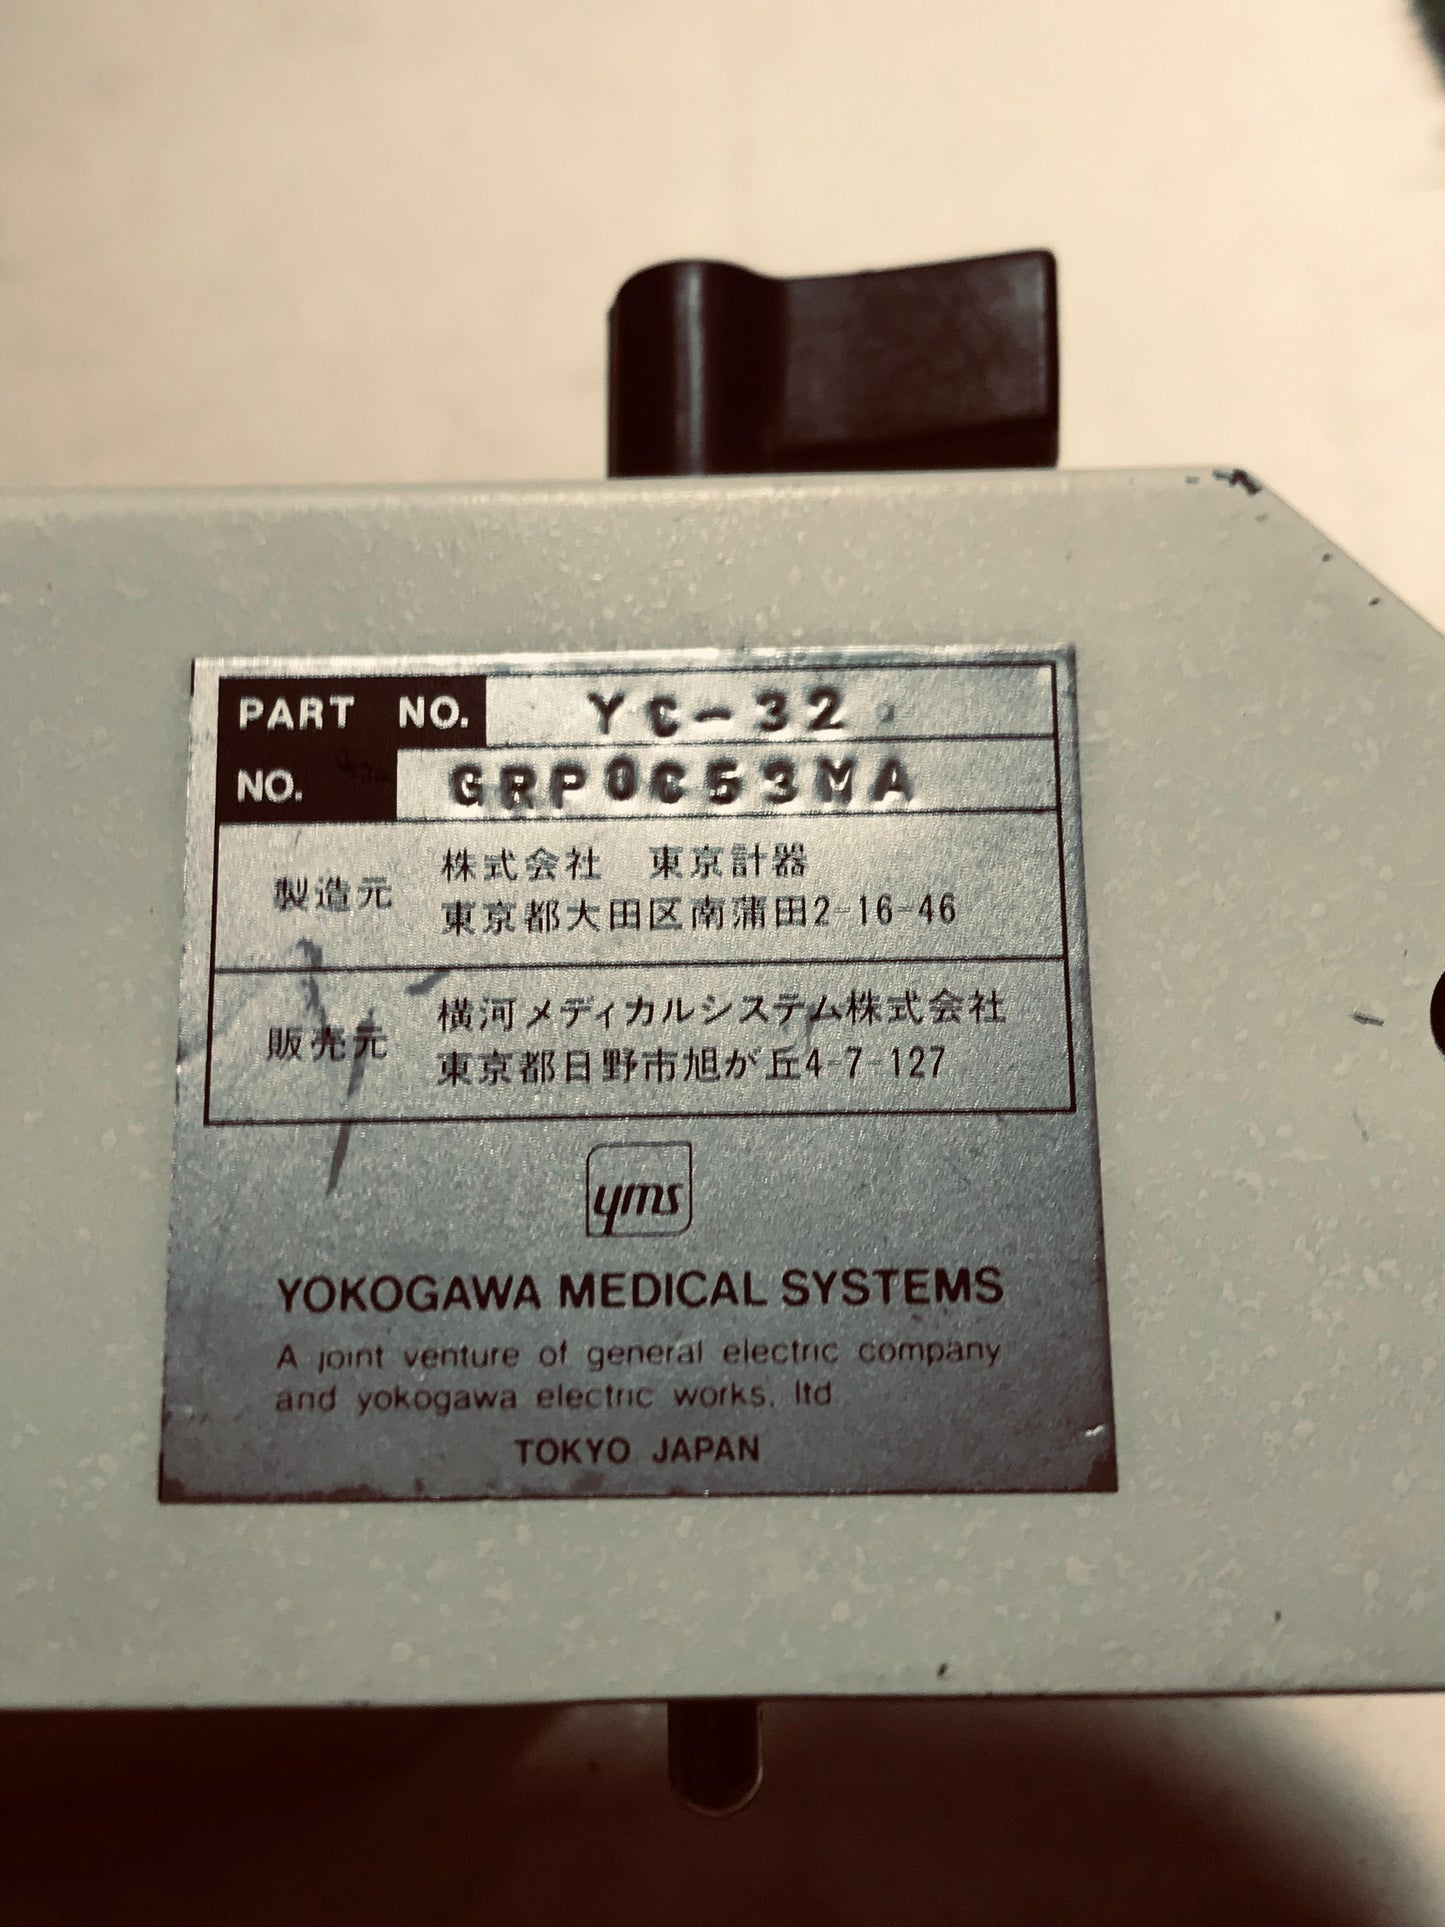 PART NO. YC-32
NO. GRP0C53MA
製造元
株式会社 東京計器
東京都大田区南蒲田2-16-46
販売元
横河メディカルシステム株式会社
東京都日野市旭が丘4-7-127
yms
YOKOGAWA MEDICAL SYSTEMS
A joint venture of general electric company
and yokogawa electric works, ltd
TOKYO JAPAN